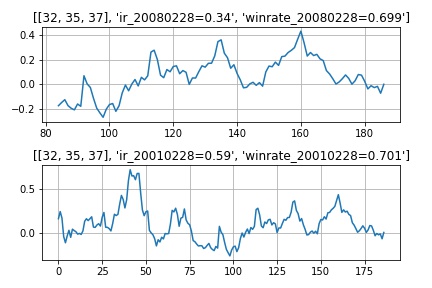 [[32, 35, 37], 'ir_20080228=0.34', 'winrate_20080228=0.699']
0.4
0.2
0.0
−0.2
80 100 120 140 160 180
[[32, 35, 37], 'ir_20010228=0.59', 'winrate_20010228=0.701']
0.5
0.0
0 25 50 75 100 125 150 175